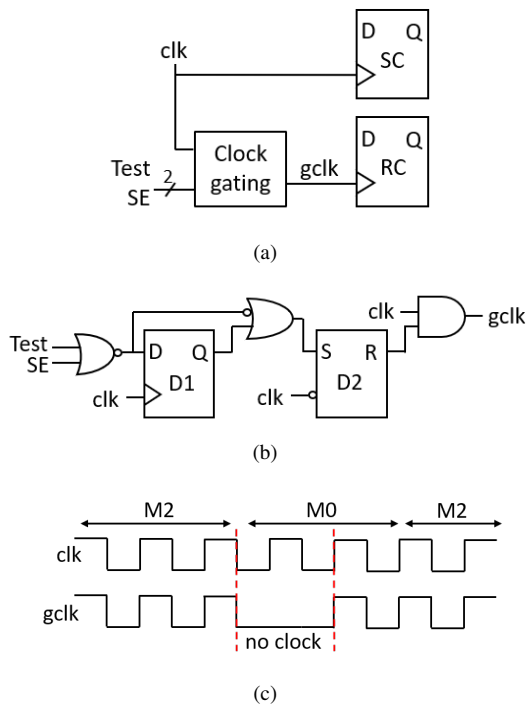 clk
D Q
SC
Test
SE
2
Clock
gating
gclk
D Q
RC
(a)
Test
SE
D Q
D1
clk
S R
D2
clk
clk
gclk
(b)
M2 M0 M2
clk
gclk
no clock
(c)